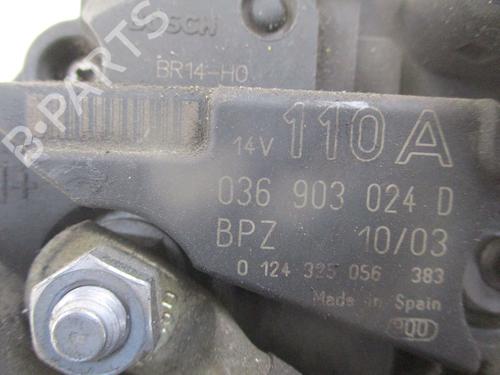 BOSCH
BR14-H0
14V 110A
036 903 024 D
BPZ 10/03
0 124 325 056 383
Made in Spain
B-PARTS